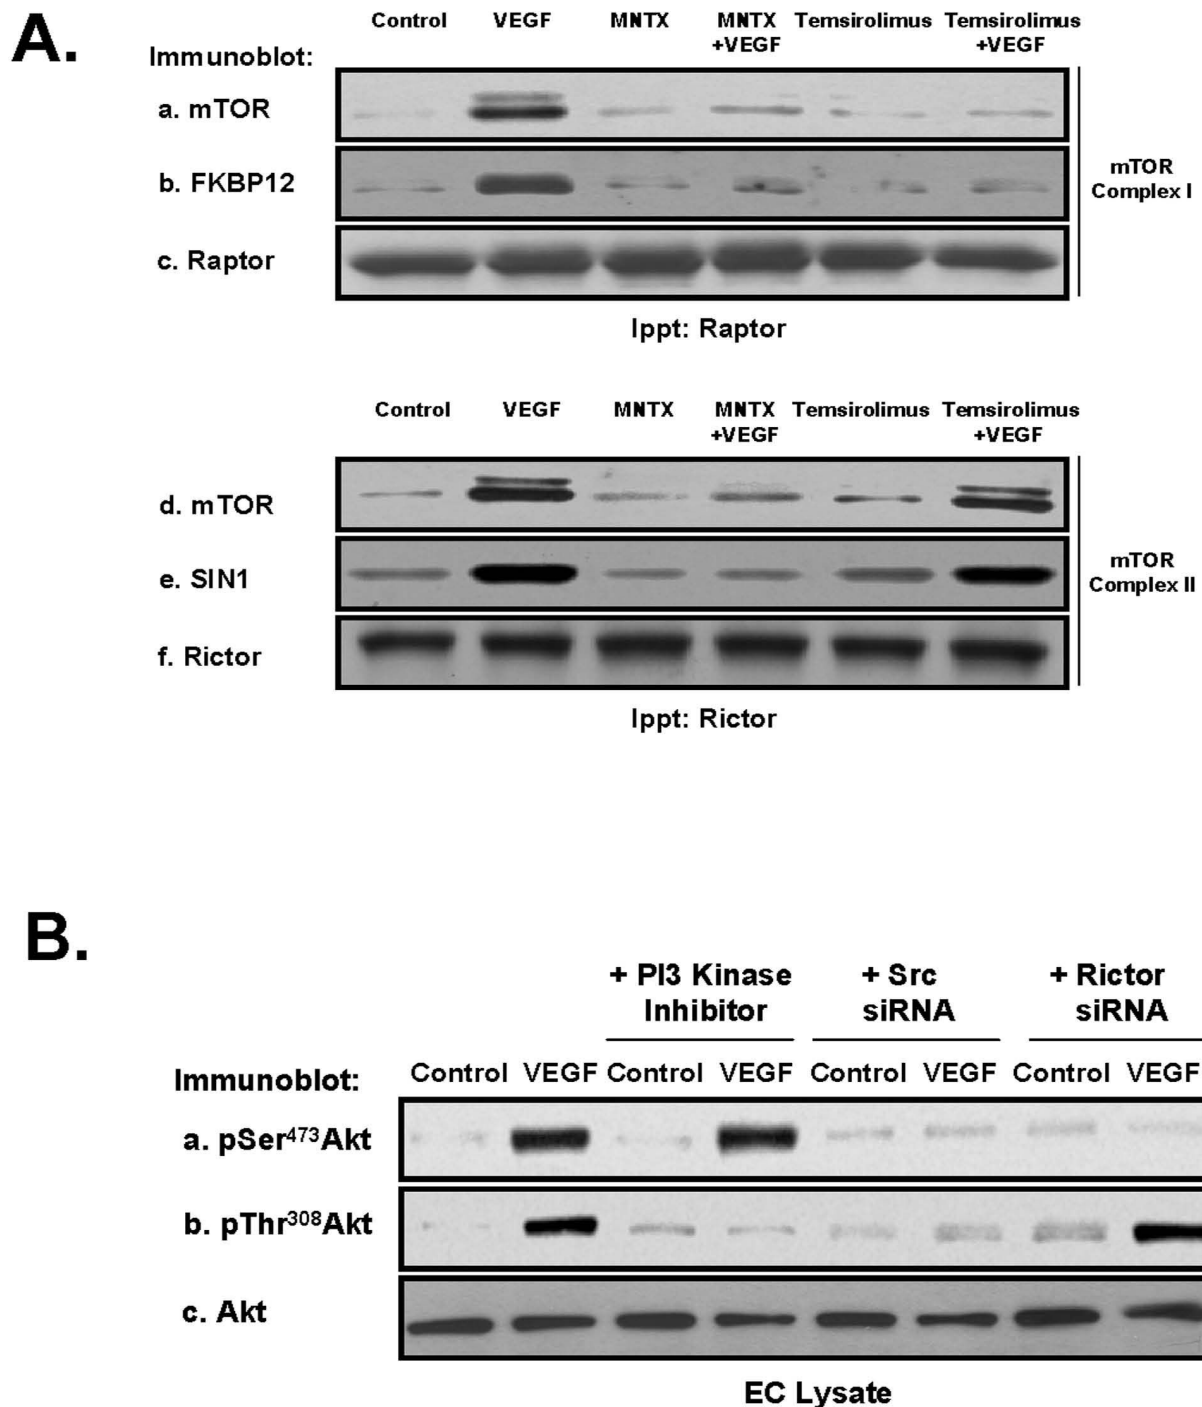 A.
Control VEGF MNTX MNTX +VEGF Temsirolimus Temsirolimus +VEGF
Immunoblot:
a. mTOR
b. FKBP12
c. Raptor
mTOR
Complex I
Ippt: Raptor
Control VEGF MNTX MNTX +VEGF Temsirolimus Temsirolimus +VEGF
d. mTOR
e. SIN1
f. Rictor
mTOR
Complex II
Ippt: Rictor
B.
+ PI3 Kinase Inhibitor + Src siRNA + Rictor siRNA
Immunoblot:
Control VEGF Control VEGF Control VEGF Control VEGF
a. pSer⁴⁷³Akt
b. pThr³⁰⁸Akt
c. Akt
EC Lysate